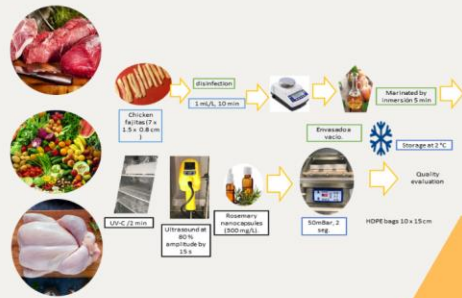 disinfection
1 mL/L, 10 min
Chicken
fajitas (7 x
1.5 x 0.8 cm
)
Marinated by
inmersión 5 min
Envasado a
vacío.
Storage at 2 °C
Quality
evaluation
UV-C /2 min
Ultrasound at
80 %
amplitude by
15 s
Rosemary
nanocapsules
(500 mg/L)
50mBar, 2
seg.
HDPE bags 10 x 15 cm